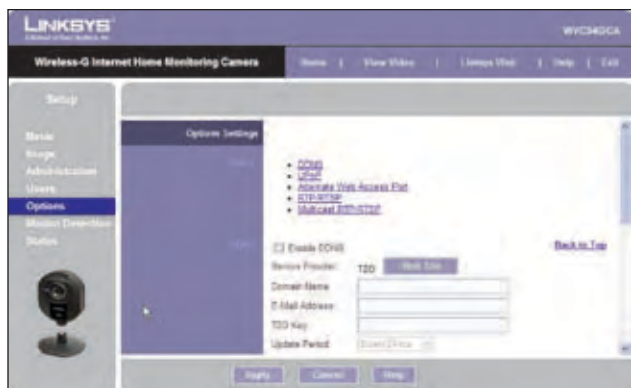 LINKSYS
WVC54GCA
Wireless-G Internet Home Monitoring Camera
Home | View Video | Linksys Web | Help | Exit
Setup
Basic
Image
Administration
Users
Options
Motion Detection
Status
Options Settings
• DDNS
• UPnP
• Alternate Web Access Port
• RTP/RTSP
• Multicast RTP/RTSP
Enable DDNS
Back to Top
Service Provider: TZO
Domain Name
E-Mail Address:
TZO Key:
Update Period:
Apply
Cancel
Help